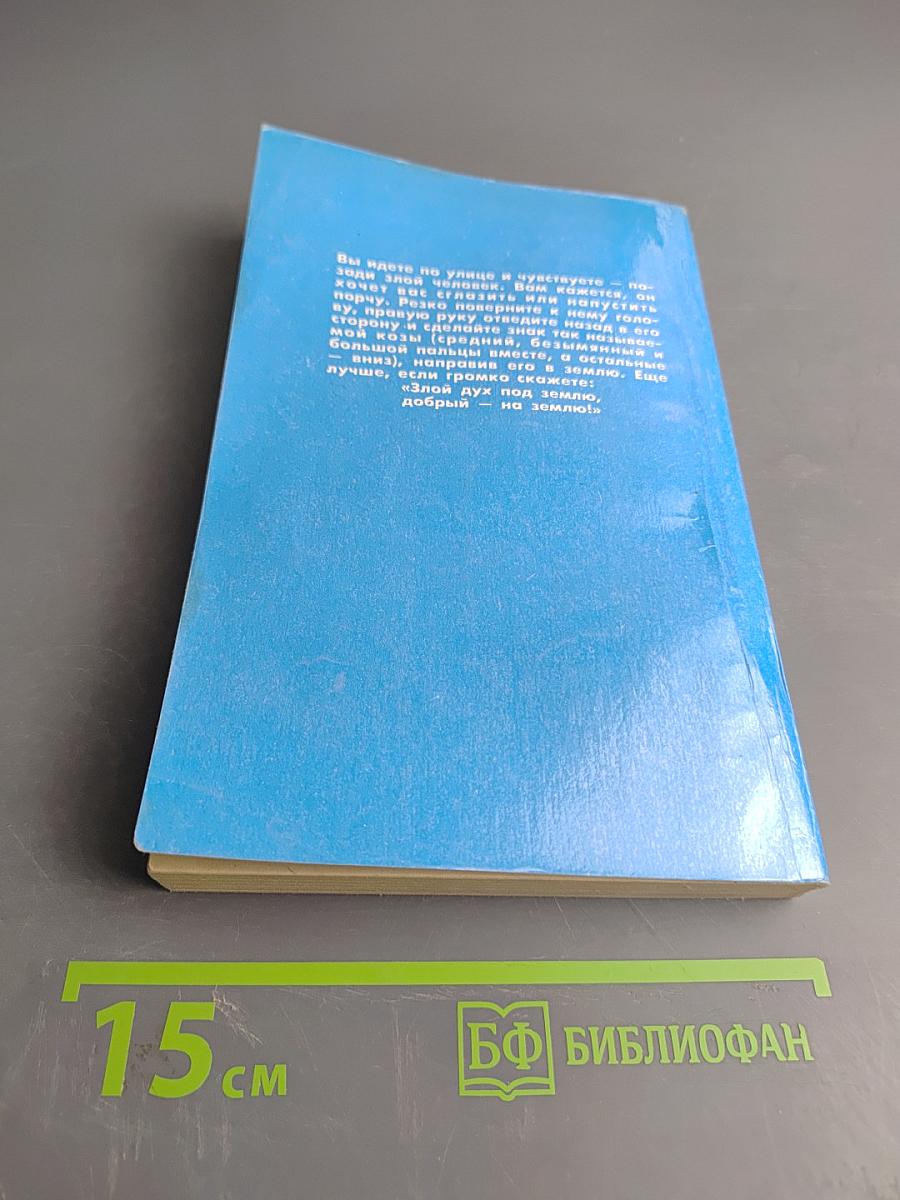 Вы идете по улице и чувствуете – по-
зади злой человек. Вам кажется, он
хочет вас сглазить или напустить
порчу. Резко поверните к нему голо-
ву, правую руку отведите назад в его
сторону и сделайте знак так называе-
мой козы (средний, безымянный и
большой пальцы вместе, а остальные
– вниз), направив его в землю. Еще
лучше, если громко скажете:
«Злой дух под землю,
добрый – на землю!»
15 см
БФ БИБЛИОФАН